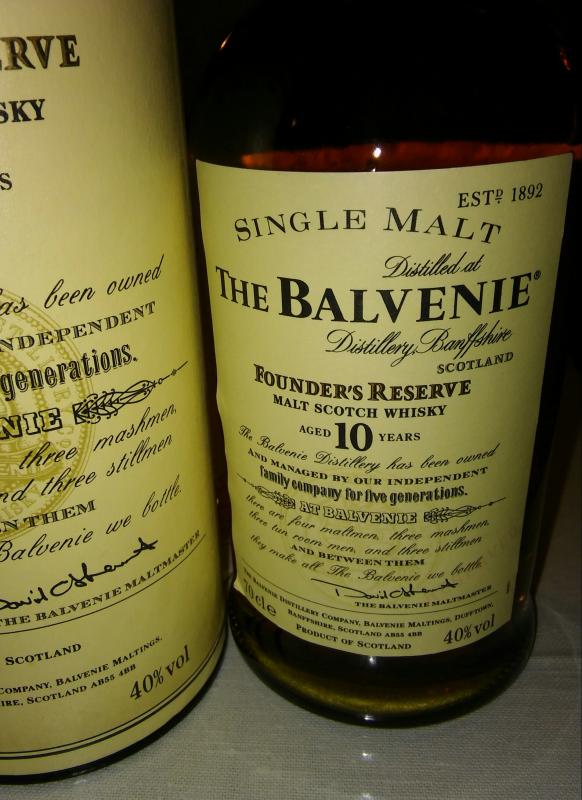 RVE
SKY
S
has been owned
INDEPENDENT
generations.
NIE
three mashmen,
nd three stillmen
EN THEM
Balvenie we bottle.
THE BALVENIE MALTMASTER
SCOTLAND
COMPANY, BALVENIE MALTINGS,
IRE, SCOTLAND AB55 4BB
40% vol
ESTD 1892
SINGLE MALT
Distilled at
THE BALVENIE®
Distillery, Banffshire
SCOTLAND
FOUNDER'S RESERVE
MALT SCOTCH WHISKY
AGED 10 YEARS
The Balvenie Distillery has been owned
AND MANAGED BY OUR INDEPENDENT
family company for five generations.
AT BALVENIE
there are four maltmen, three mashmen,
three tun room men, and three stillmen
AND BETWEEN THEM
they make all The Balvenie we bottle.
THE BALVENIE MALTMASTER
70cl e
THE BALVENIE DISTILLERY COMPANY, BALVENIE MALTINGS, DUFFTOWN,
BANFFSHIRE, SCOTLAND AB55 4BB
PRODUCT OF SCOTLAND
40% vol